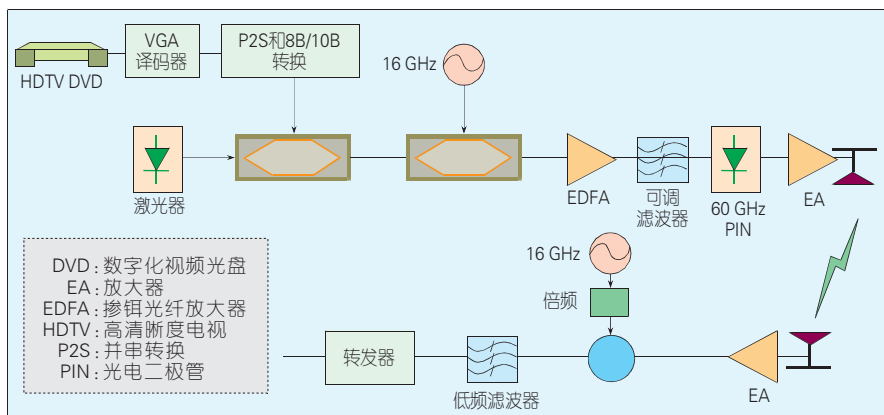 HDTV DVD
VGA
译码器
P2S和8B/10B
转换
16 GHz
激光器
EDFA
可调
滤波器
60 GHz
PIN
EA
DVD：数字化视频光盘
EA：放大器
EDFA：掺铒光纤放大器
HDTV：高清晰度电视
P2S：并串转换
PIN：光电二极管
16 GHz
倍频
转发器
低频滤波器
EA